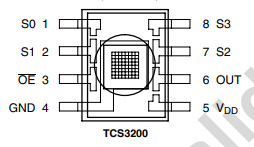 S0 1
8 S3
S1 2
7 S2
OE 3
6 OUT
GND 4
5 VDD
TCS3200